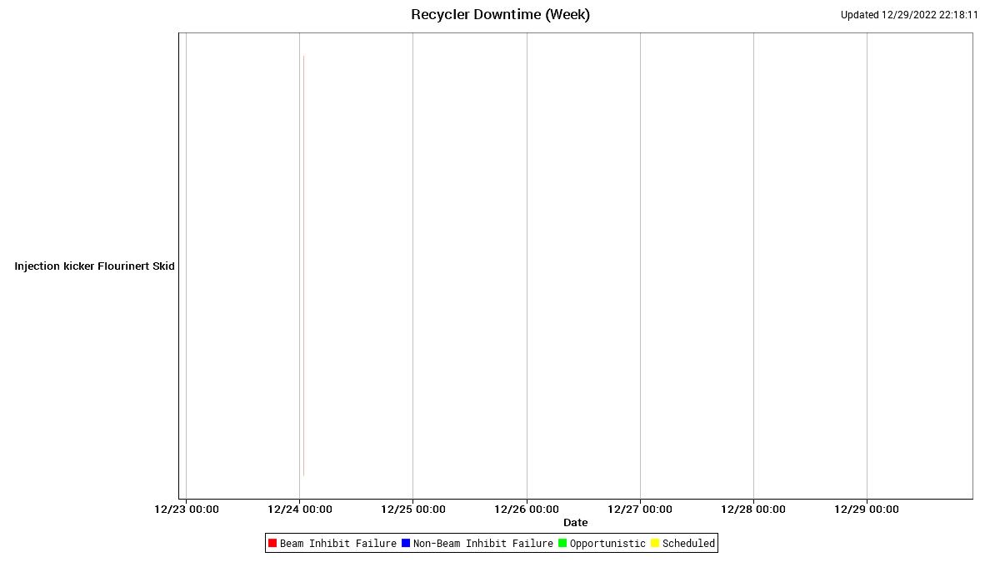 Recycler Downtime (Week)
Updated 12/29/2022 22:18:11
Injection kicker Flourinert Skid
12/23 00:00 12/24 00:00 12/25 00:00 12/26 00:00 12/27 00:00 12/28 00:00 12/29 00:00
Date
Beam Inhibit Failure Non-Beam Inhibit Failure Opportunistic Scheduled